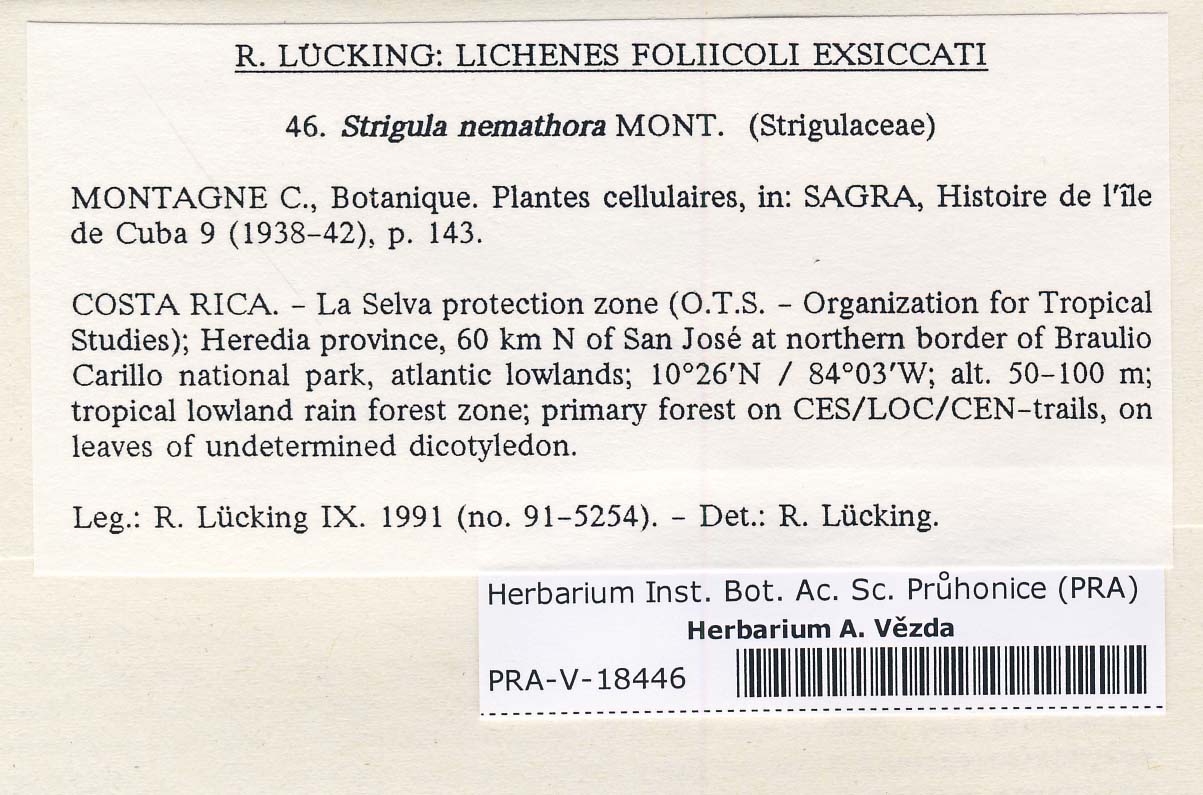 R. LÜCKING: LICHENES FOLIICOLI EXSICCATI
46. Strigula nemathora MONT. (Strigulaceae)
MONTAGNE C., Botanique. Plantes cellulaires, in: SAGRA, Histoire de l'île
de Cuba 9 (1938-42), p. 143.
COSTA RICA. - La Selva protection zone (O.T.S. - Organization for Tropical
Studies); Heredia province, 60 km N of San José at northern border of Braulio
Carillo national park, atlantic lowlands; 10°26'N / 84°03'W; alt. 50-100 m;
tropical lowland rain forest zone; primary forest on CES/LOC/CEN-trails, on
leaves of undetermined dicotyledon.
Leg.: R. Lücking IX. 1991 (no. 91-5254). - Det.: R. Lücking.
Herbarium Inst. Bot. Ac. Sc. Průhonice (PRA)
Herbarium A. Vězda
PRA-V-18446